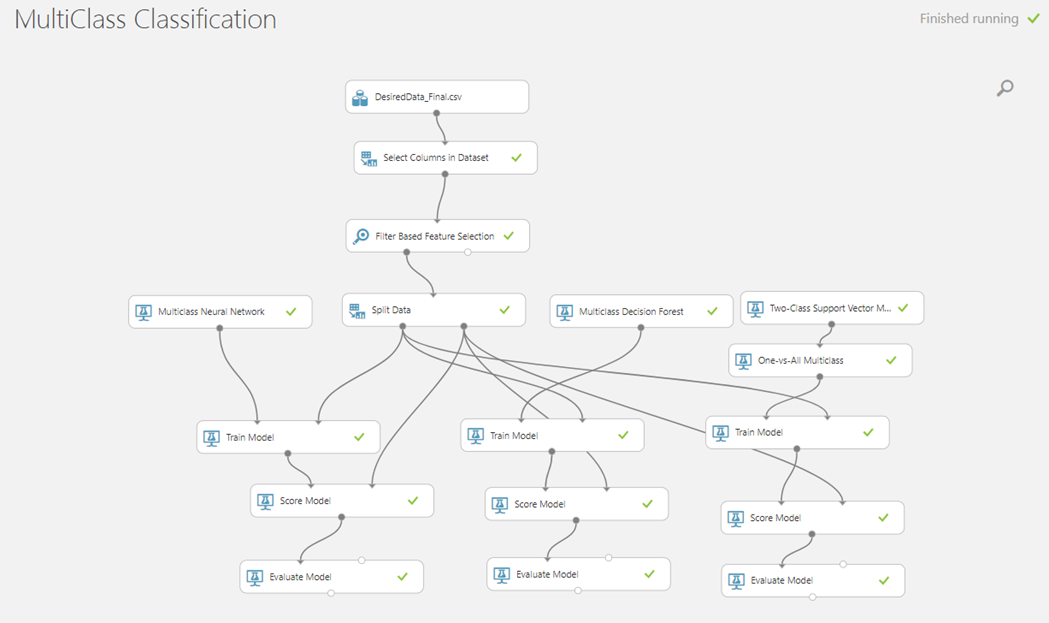 MultiClass Classification
Finished running
DesiredData_Final.csv
Select Columns in Dataset
Filter Based Feature Selection
Multiclass Neural Network
Split Data
Multiclass Decision Forest
Two-Class Support Vector M...
One-vs-All Multiclass
Train Model
Train Model
Train Model
Score Model
Score Model
Score Model
Evaluate Model
Evaluate Model
Evaluate Model